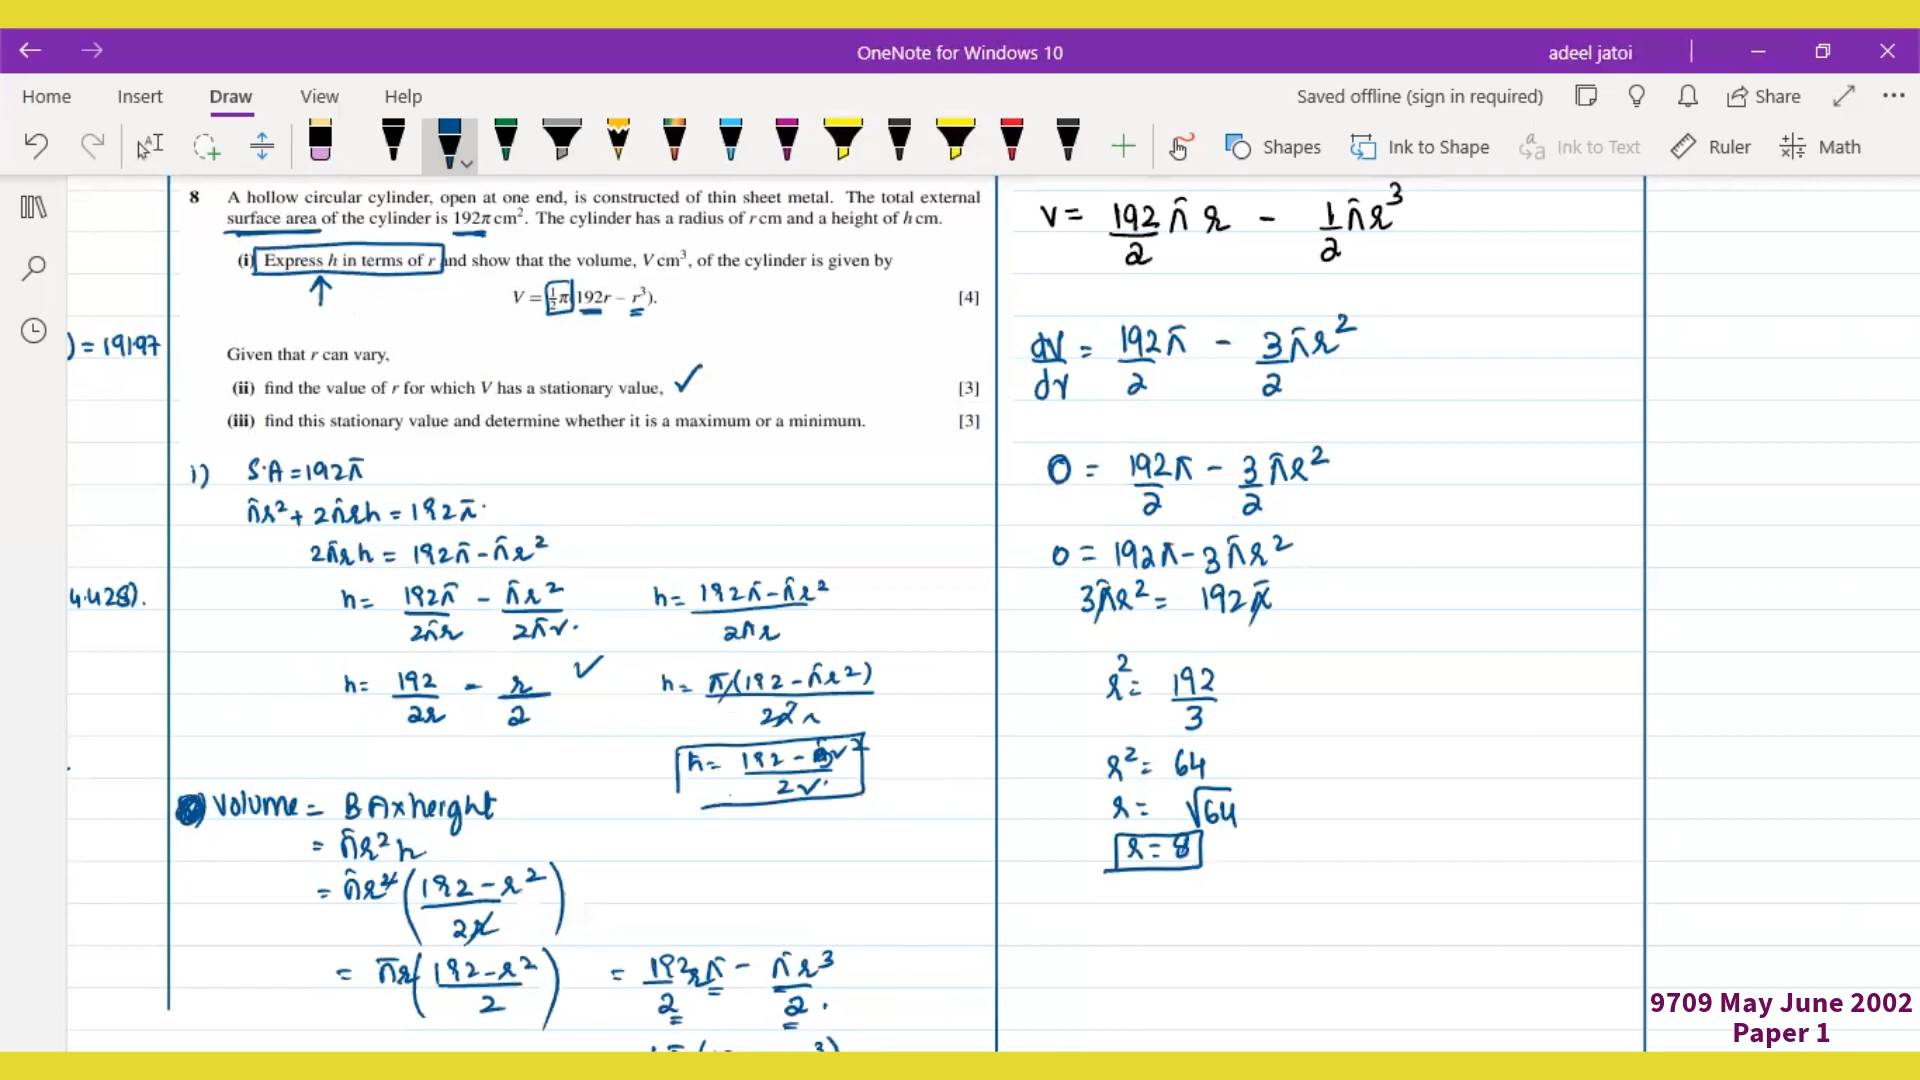 OneNote for Windows 10
adeel jatoi
Home Insert Draw View Help
Saved offline (sign in required)
Share
Shapes Ink to Shape Ink to Text Ruler Math
8 A hollow circular cylinder, open at one end, is constructed of thin sheet metal. The total external
surface area of the cylinder is 192π cm². The cylinder has a radius of r cm and a height of h cm.
(i) Express h in terms of r and show that the volume, V cm³, of the cylinder is given by
V = ½π(192r − r³). [4]
Given that r can vary,
(ii) find the value of r for which V has a stationary value, ✓ [3]
(iii) find this stationary value and determine whether it is a maximum or a minimum. [3]
) = 19197
4.428).
i) S.A = 192π
πr² + 2πrh = 192π
2πrh = 192π − πr²
h = 192π/2πr − πr²/2πr.
h = 192/2r − r/2 ✓
h = 192π − πr² / 2πr
h = π(192 − πr²) / 2πr
Volume = BA x height
= πr²h
= πr²(192 − r² / 2r)
= πr(192 − r² / 2)
= 192rπ/2 − πr³/2.
V = 192/2 πr − 1/2 πr³
dV/dr = 192π/2 − 3/2 πr²
0 = 192π/2 − 3/2 πr²
0 = 192π − 3πr²
3πr² = 192π
r² = 192/3
r² = 64
r = √64
r = 8
9709 May June 2002
Paper 1